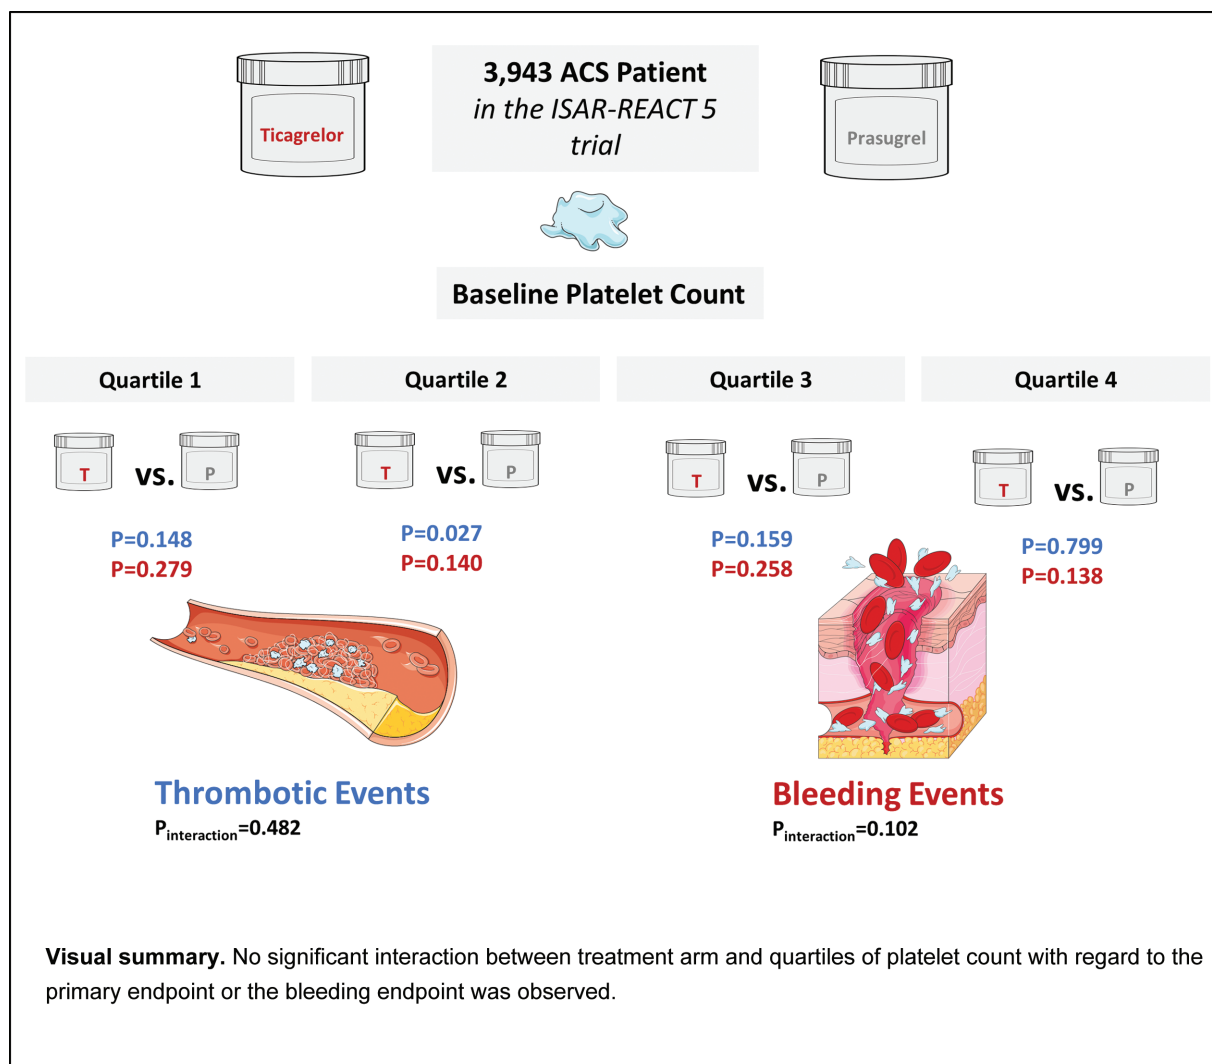 Ticagrelor
3,943 ACS Patient
in the ISAR-REACT 5
trial
Prasugrel
Baseline Platelet Count
Quartile 1
Quartile 2
Quartile 3
Quartile 4
T vs. P
T vs. P
T vs. P
T vs. P
P=0.148
P=0.279
P=0.027
P=0.140
P=0.159
P=0.258
P=0.799
P=0.138
Thrombotic Events
Pinteraction=0.482
Bleeding Events
Pinteraction=0.102
Visual summary. No significant interaction between treatment arm and quartiles of platelet count with regard to the
primary endpoint or the bleeding endpoint was observed.